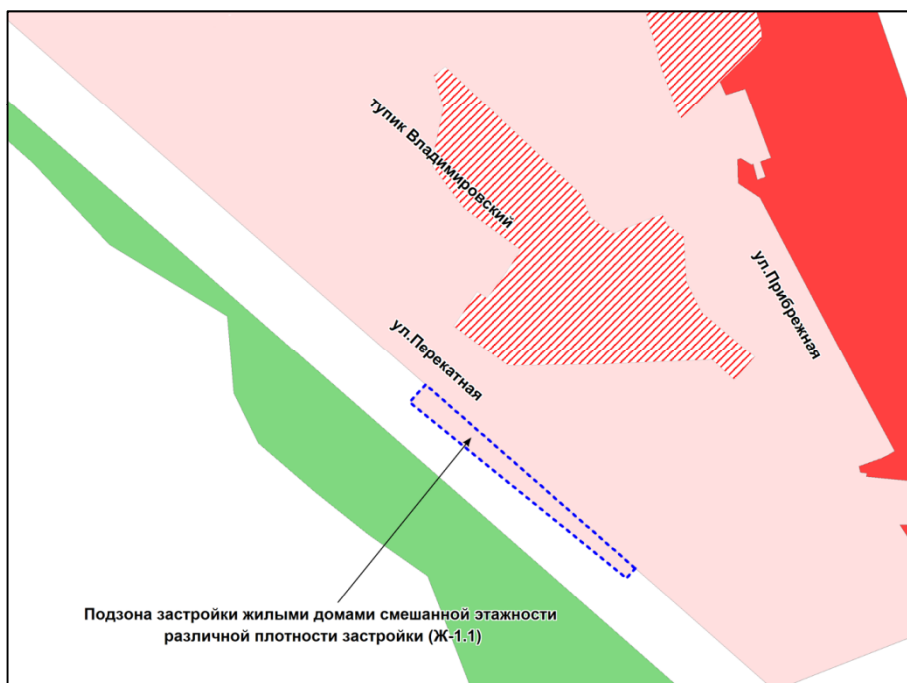 тупик Владимировский
ул.Прибрежная
ул.Перекатная
Подзона застройки жилыми домами смешанной этажности
различной плотности застройки (Ж-1.1)